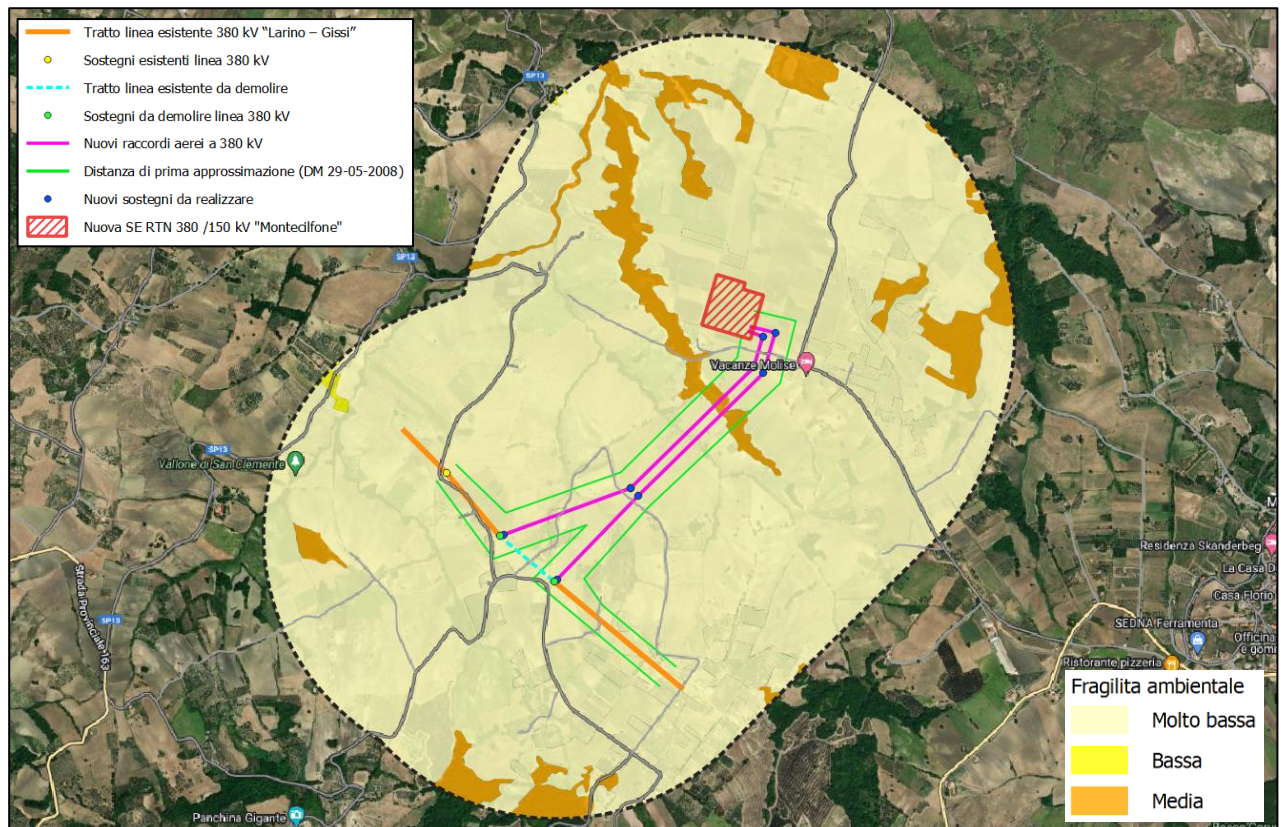 Tratto linea esistente 380 kV “Larino – Gissi”
Sostegni esistenti linea 380 kV
Tratto linea esistente da demolire
Sostegni da demolire linea 380 kV
Nuovi raccordi aerei a 380 kV
Distanza di prima approssimazione (DM 29-05-2008)
Nuovi sostegni da realizzare
Nuova SE RTN 380 /150 kV "Montecilfone"
SP13
SP13
Vacanze Molise
SP13
Vallone di San Clemente
M
Residenza Skanderbeg
La Casa D
Casa Florio
Strada Provinciale 163
SP13
SEDNA Ferramenta
Officina
e gomm
Ristorante pizzeria
Fragilita ambientale
Molto bassa
Bassa
Media
Panchina Gigante